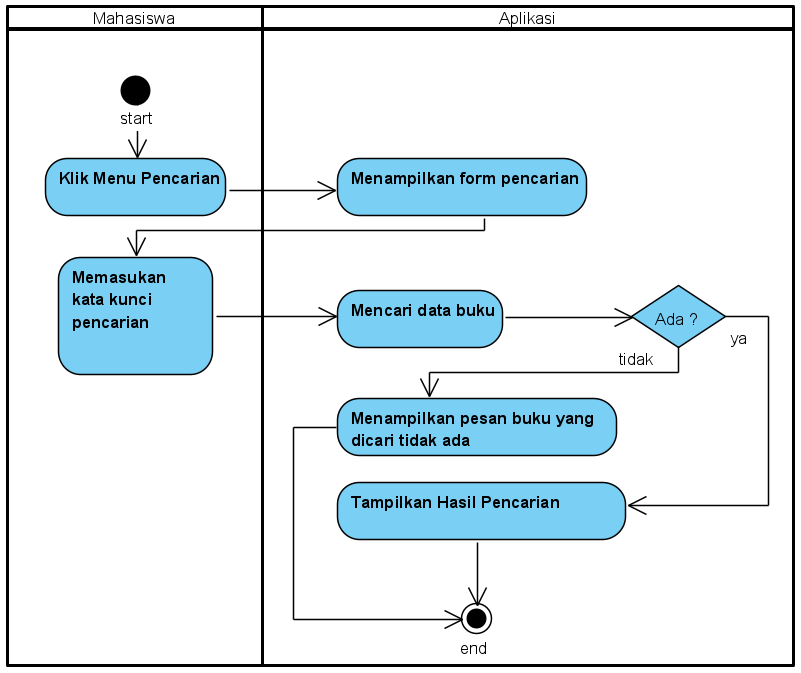 Mahasiswa
Aplikasi
start
Klik Menu Pencarian
Menampilkan form pencarian
Memasukan
kata kunci
pencarian
Mencari data buku
Ada ?
ya
tidak
Menampilkan pesan buku yang
dicari tidak ada
Tampilkan Hasil Pencarian
end